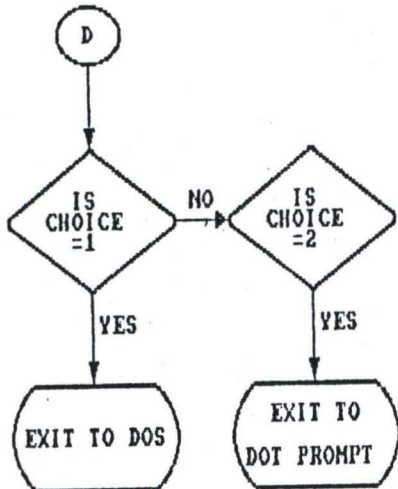 D
IS
CHOICE
=1
NO
IS
CHOICE
=2
YES
YES
EXIT TO DOS
EXIT TO
DOT PROMPT